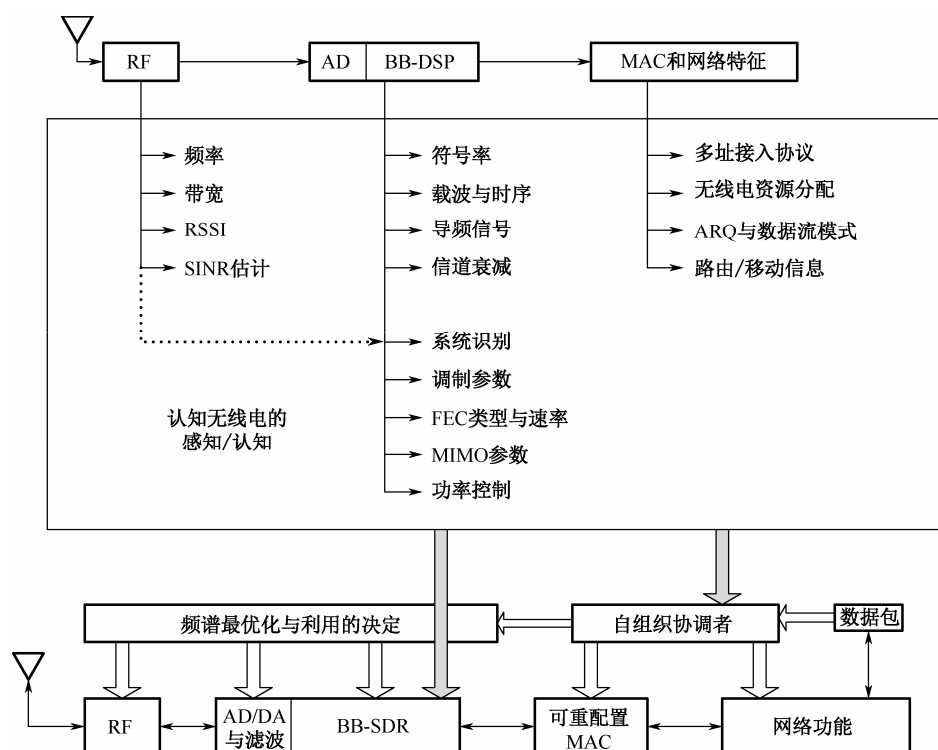 RF
AD
BB-DSP
MAC和网络特征
频率
带宽
RSSI
SINR估计
符号率
载波与时序
导频信号
信道衰减
系统识别
调制参数
FEC类型与速率
MIMO参数
功率控制
多址接入协议
无线电资源分配
ARQ与数据流模式
路由/移动信息
认知无线电的
感知/认知
频谱最优化与利用的决定
自组织协调者
数据包
RF
AD/DA
与滤波
BB-SDR
可重配置
MAC
网络功能